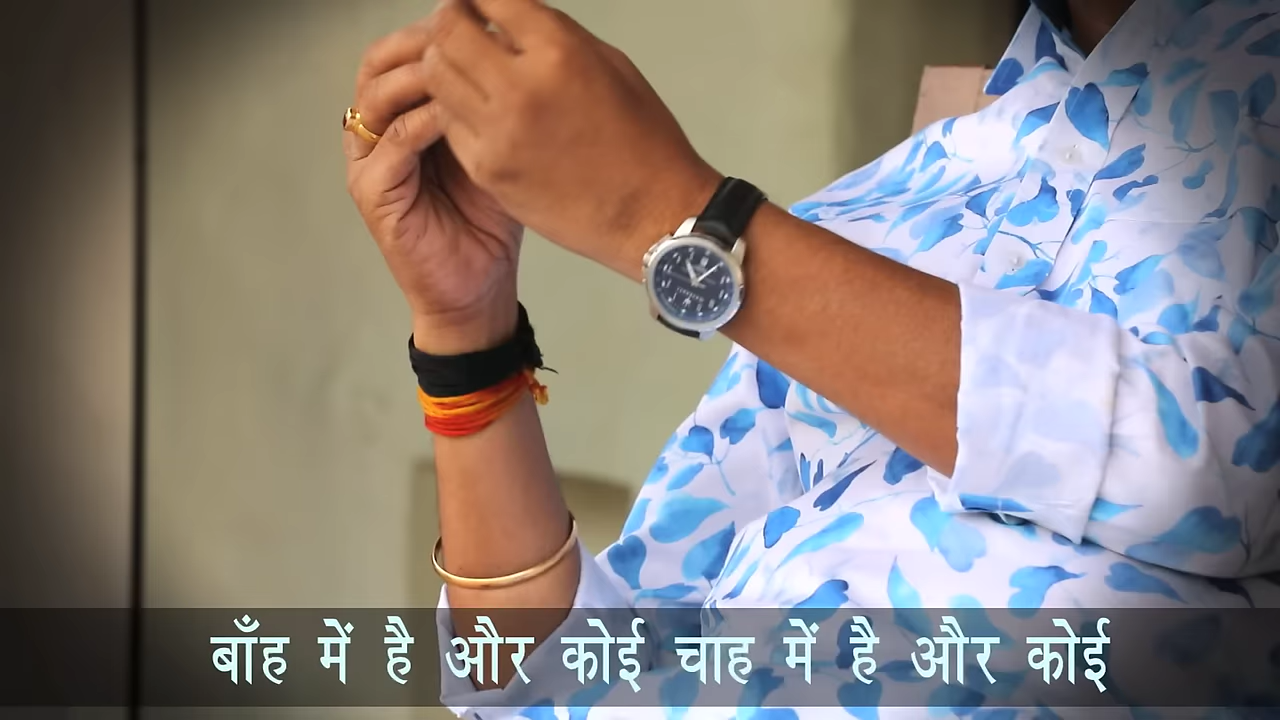 बाँह में है और कोई चाह में है और कोई